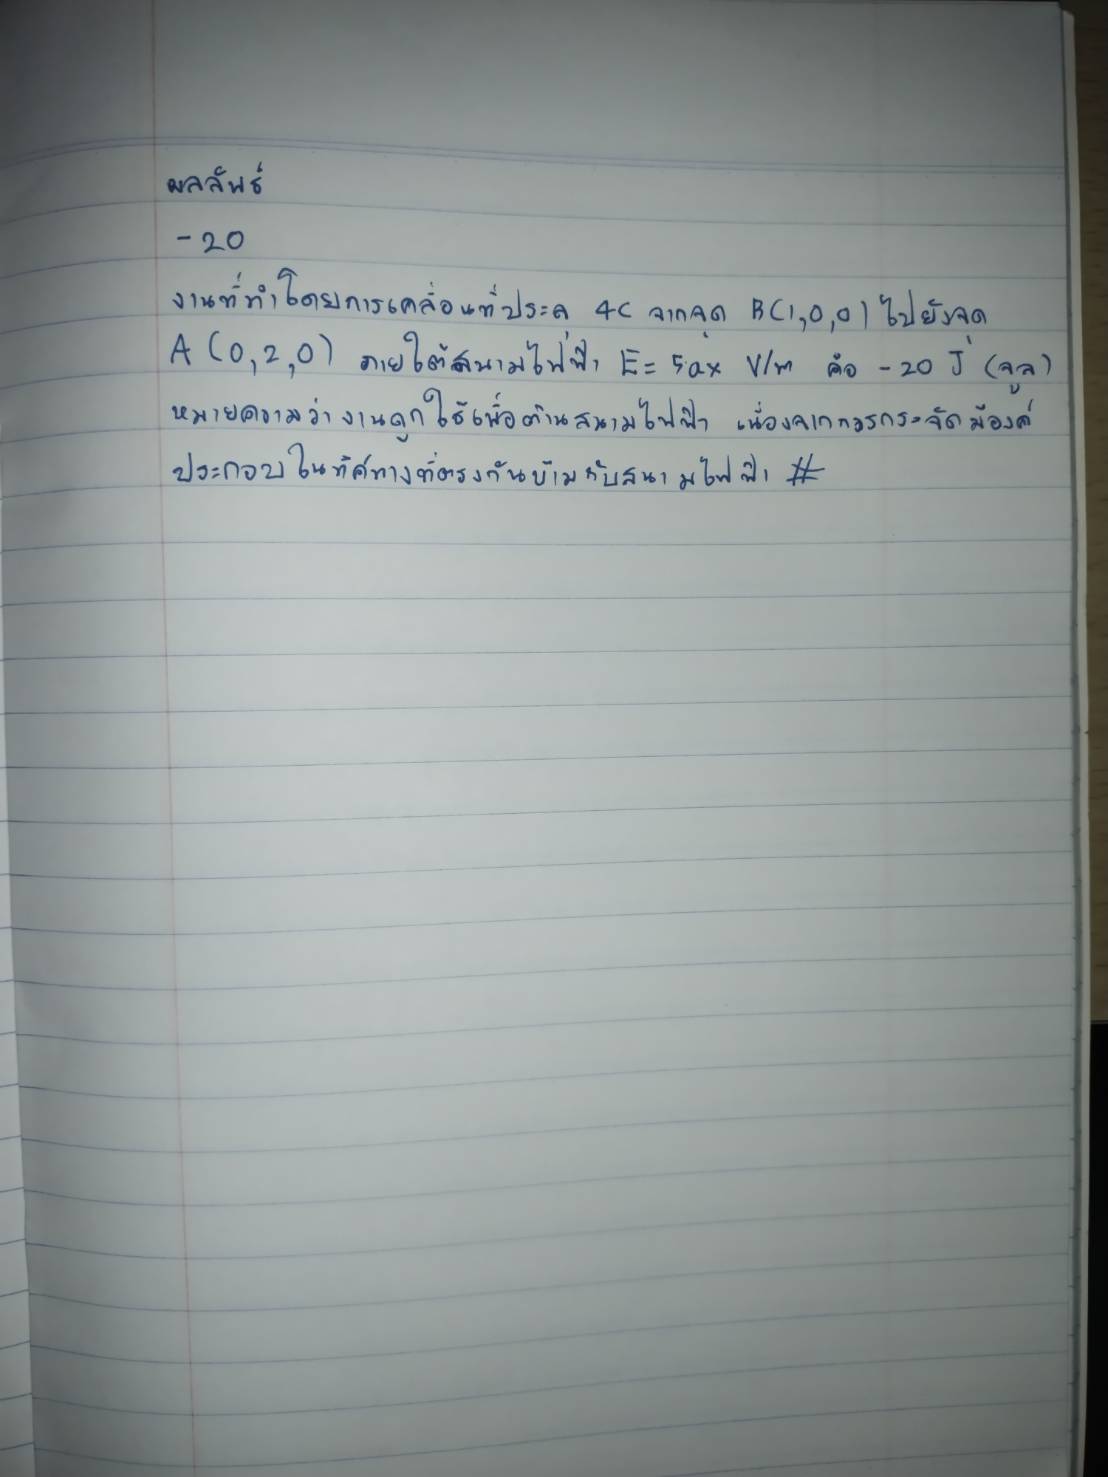 ผลลัพธ์
-20
งานที่ทำโดยการเคลื่อนที่ประจุ 4C จากจุด B(1,0,0) ไปยังจุด
A (0,2,0) ภายใต้สนามไฟฟ้า E = 5ax V/m คือ -20 J (จูล)
หมายความว่างานถูกใช้เพื่อต้านสนามไฟฟ้า เนื่องจากการกระจัดมีองค์
ประกอบในทิศทางที่ตรงกันข้ามกับสนามไฟฟ้า #